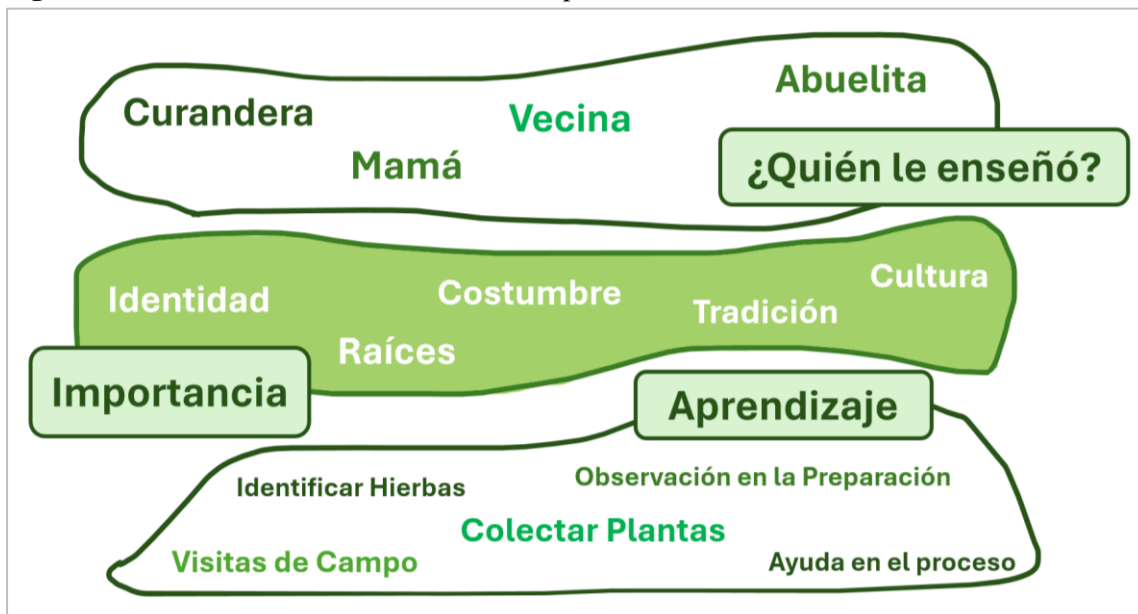 Abuelita
Curandera
Vecina
Mamá
¿Quién le enseñó?
Cultura
Identidad
Costumbre
Tradición
Raíces
Importancia
Aprendizaje
Identificar Hierbas
Observación en la Preparación
Colectar Plantas
Visitas de Campo
Ayuda en el proceso